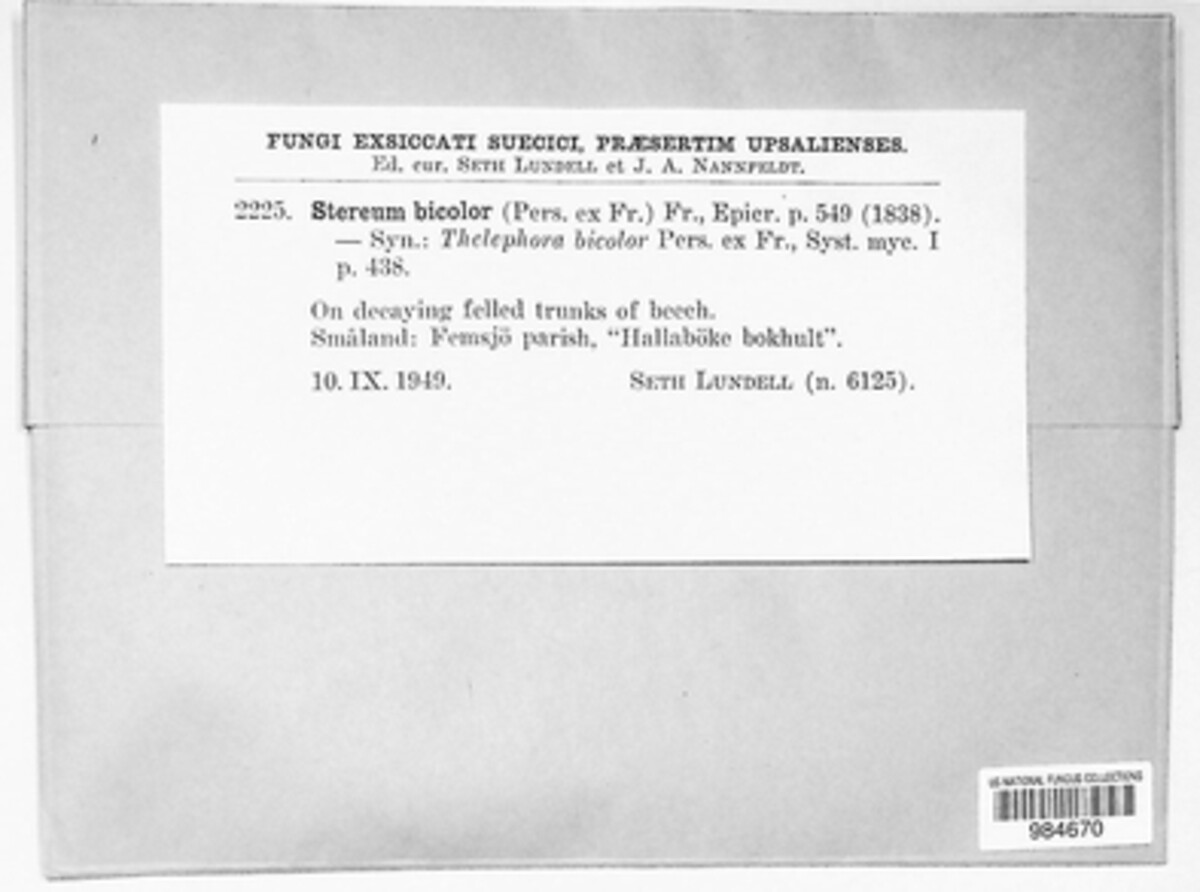 FUNGI EXSICCATI SUECICI, PRÆSERTIM UPSALIENSES.
Ed. cur. SETH LUNDELL et J. A. NANNFELDT.
2225. Stereum bicolor (Pers. ex Fr.) Fr., Epicr. p. 549 (1838).
— Syn.: Thelephora bicolor Pers. ex Fr., Syst. myc. I
p. 438.
On decaying felled trunks of beech.
Småland: Femsjö parish, “Hallaböke bokhult”.
10. IX. 1949. SETH LUNDELL (n. 6125).
US NATIONAL FUNGUS COLLECTIONS
984670